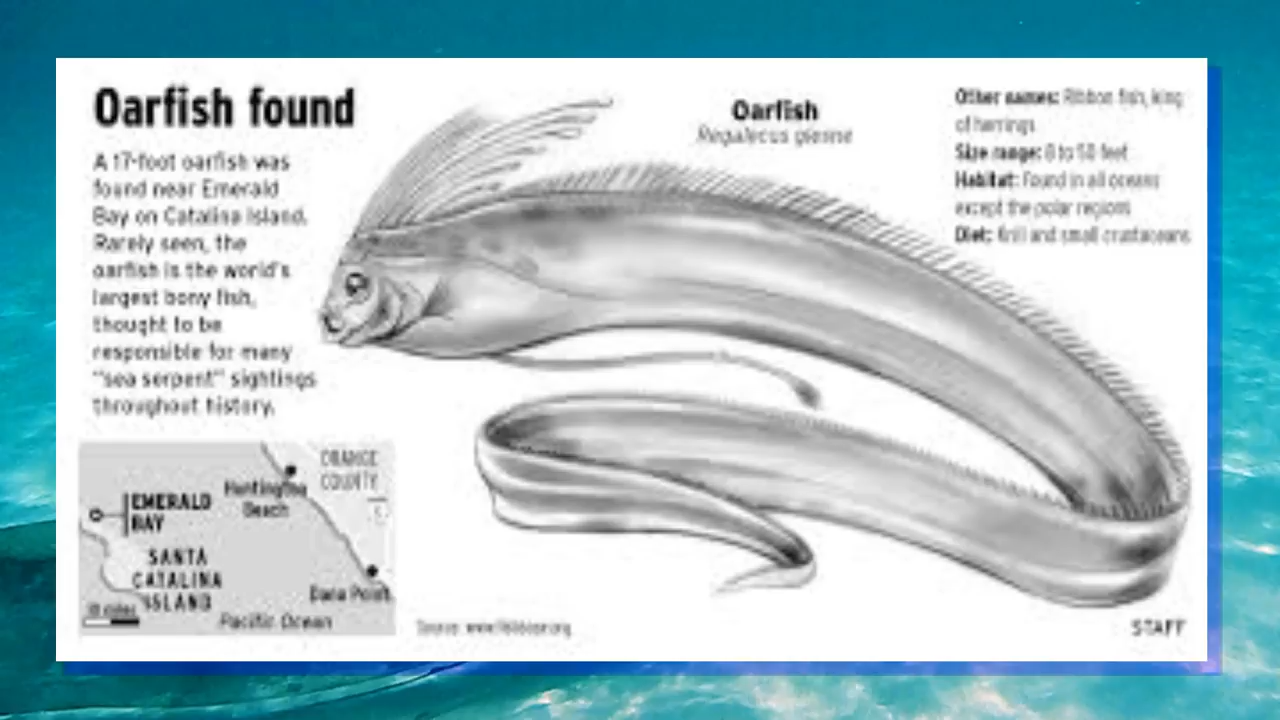 Oarfish found
A 17-foot oarfish was
found near Emerald
Bay on Catalina Island.
Rarely seen, the
oarfish is the world's
largest bony fish,
thought to be
responsible for many
"sea serpent" sightings
throughout history.
Oarfish
Regalecus glesne
Other names: Ribbon fish, king
of herrings
Size range: 8 to 50 feet
Habitat: Found in all oceans
except the polar regions
Diet: Krill and small crustaceans
ORANGE
COUNTY
Huntington
Beach
EMERALD
BAY
SANTA
CATALINA
ISLAND
Dana Point
10 miles
Pacific Ocean
Source:
STAFF